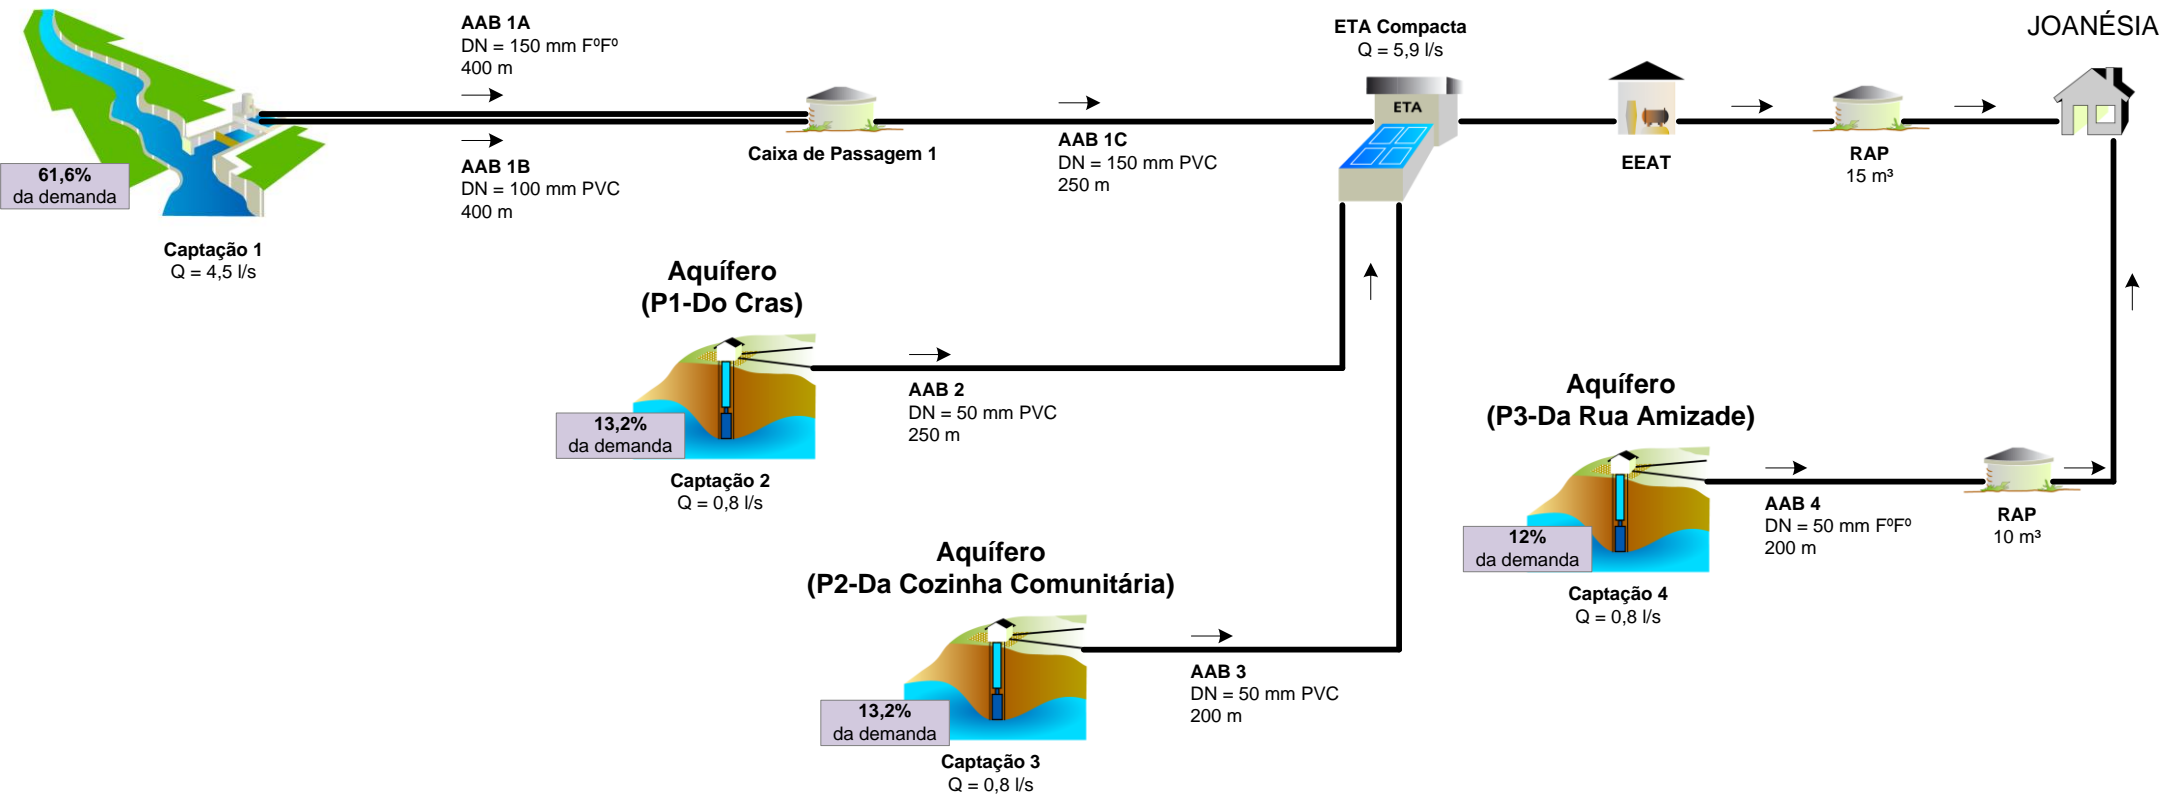 AAB 1A
DN = 150 mm FºFº
400 m
ETA Compacta
Q = 5,9 l/s
JOANÉSIA
ETA
61,6%
da demanda
AAB 1B
DN = 100 mm PVC
400 m
Caixa de Passagem 1
AAB 1C
DN = 150 mm PVC
250 m
EEAT
RAP
15 m³
Captação 1
Q = 4,5 l/s
Aquífero
(P1-Do Cras)
13,2%
da demanda
AAB 2
DN = 50 mm PVC
250 m
Captação 2
Q = 0,8 l/s
Aquífero
(P3-Da Rua Amizade)
12%
da demanda
AAB 4
DN = 50 mm FºFº
200 m
RAP
10 m³
Captação 4
Q = 0,8 l/s
Aquífero
(P2-Da Cozinha Comunitária)
13,2%
da demanda
AAB 3
DN = 50 mm PVC
200 m
Captação 3
Q = 0,8 l/s